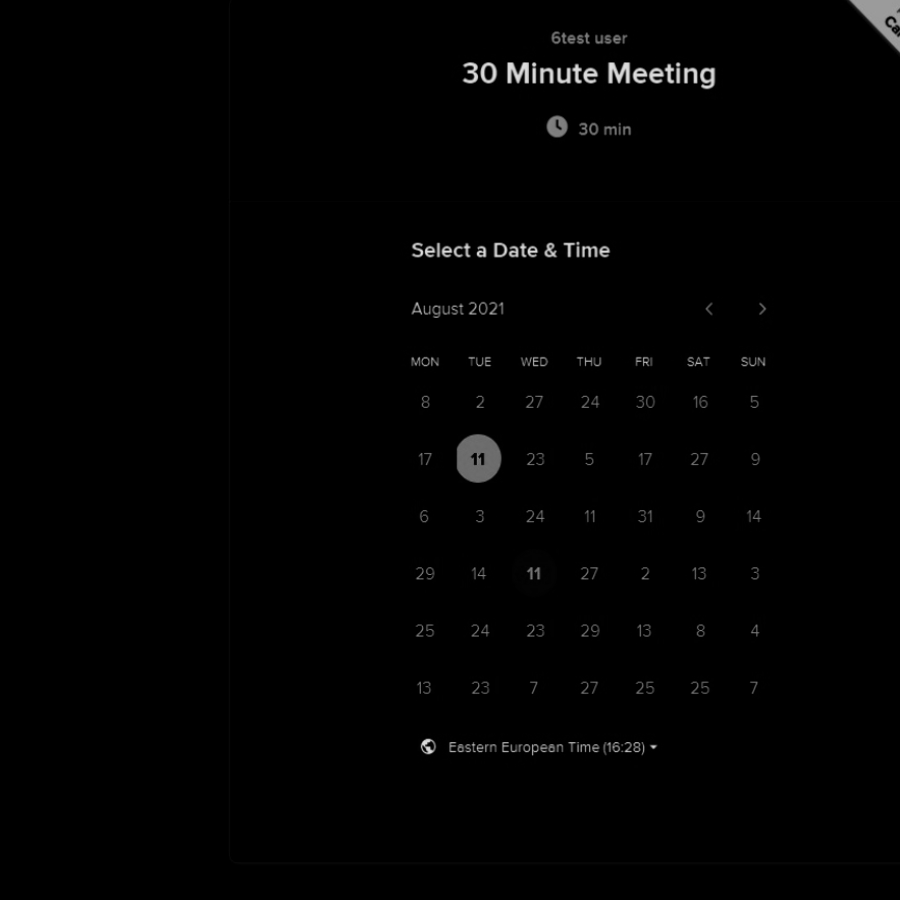 6test user
30 Minute Meeting
30 min
Select a Date & Time
August 2021
MON TUE WED THU FRI SAT SUN
8 2 27 24 30 16 5
17 11 23 5 17 27 9
6 3 24 11 31 9 14
29 14 11 27 2 13 3
25 24 23 29 13 8 4
13 23 7 27 25 25 7
Eastern European Time (16:28)